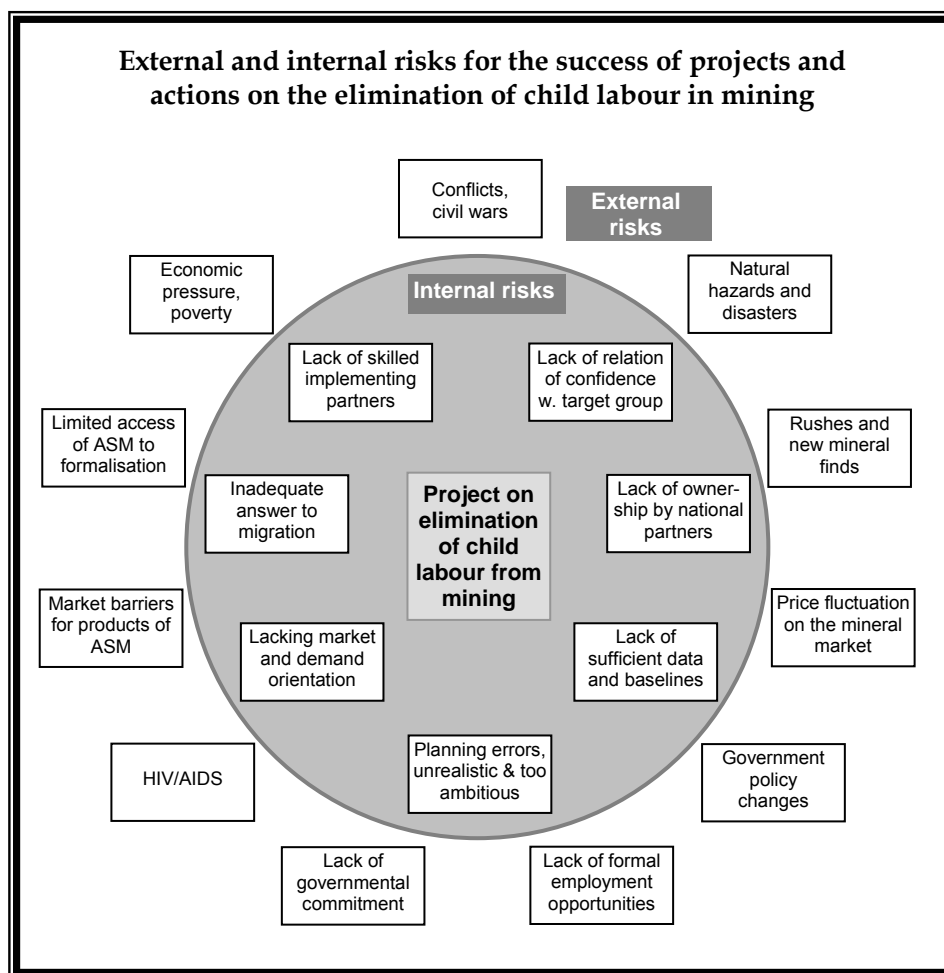 External and internal risks for the success of projects and
actions on the elimination of child labour in mining
Conflicts,
civil wars
External
risks
Economic
pressure,
poverty
Internal risks
Natural
hazards and
disasters
Lack of skilled
implementing
partners
Lack of relation
of confidence
w. target group
Limited access
of ASM to
formalisation
Rushes and
new mineral
finds
Inadequate
answer to
migration
Project on
elimination
of child
labour from
mining
Lack of owner-
ship by national
partners
Market barriers
for products of
ASM
Price fluctuation
on the mineral
market
Lacking market
and demand
orientation
Lack of
sufficient data
and baselines
HIV/AIDS
Planning errors,
unrealistic & too
ambitious
Government
policy
changes
Lack of
governmental
commitment
Lack of formal
employment
opportunities